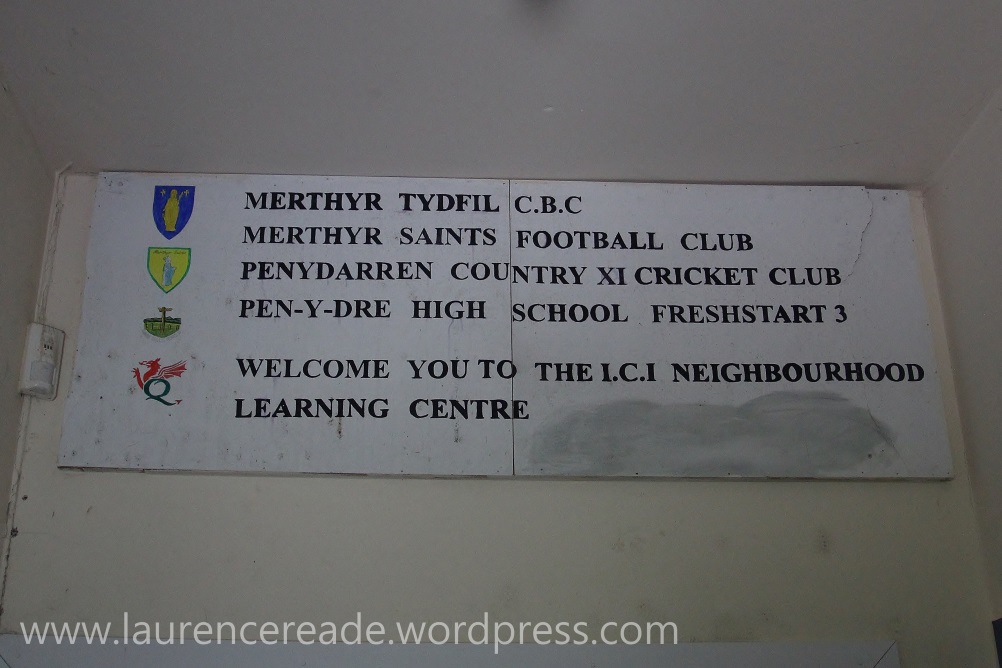 MERTHYR TYDFIL C.B.C
MERTHYR SAINTS FOOTBALL CLUB
PENYDARREN COUNTRY XI CRICKET CLUB
PEN-Y-DRE HIGH SCHOOL FRESHSTART 3
WELCOME YOU TO THE I.C.I NEIGHBOURHOOD
LEARNING CENTRE
www.laurencereade.wordpress.com